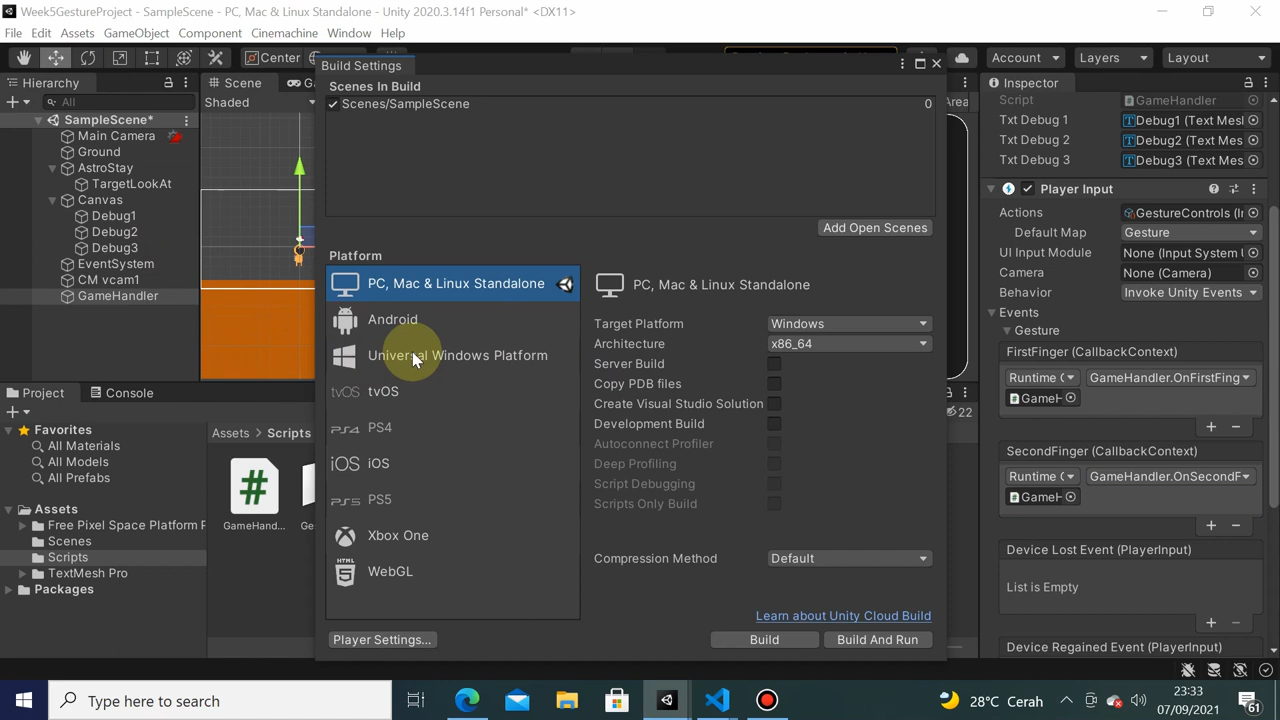 Week5GestureProject - SampleScene - PC, Mac & Linux Standalone - Unity 2020.3.14f1 Personal* <DX11>
File Edit Assets GameObject Component Cinemachine Window Help
Center
Account
Layers
Layout
Hierarchy
All
SampleScene*
Main Camera
Ground
AstroStay
TargetLookAt
Canvas
Debug1
Debug2
Debug3
EventSystem
CM vcam1
GameHandler
Scene
Shaded
Build Settings
Scenes In Build
Scenes/SampleScene 0
Add Open Scenes
Platform
PC, Mac & Linux Standalone
Android
Universal Windows Platform
tvOS
PS4
iOS
PS5
Xbox One
HTML
WebGL
PC, Mac & Linux Standalone
Target Platform Windows
Architecture x86_64
Server Build
Copy PDB files
Create Visual Studio Solution
Development Build
Autoconnect Profiler
Deep Profiling
Script Debugging
Scripts Only Build
Compression Method Default
Learn about Unity Cloud Build
Player Settings...
Build
Build And Run
Inspector
Script GameHandler
Txt Debug 1 Debug1 (Text Mesl
Txt Debug 2 Debug2 (Text Mes
Txt Debug 3 Debug3 (Text Mes
Player Input
Actions GestureControls (I
Default Map Gesture
UI Input Module None (Input System
Camera None (Camera)
Behavior Invoke Unity Events
Events
Gesture
FirstFinger (CallbackContext)
Runtime GameHandler.OnFirstFing
GameH
SecondFinger (CallbackContext)
Runtime GameHandler.OnSecondF
GameH
Device Lost Event (PlayerInput)
List is Empty
Device Regained Event (PlayerInput)
Project
Console
22
Favorites
All Materials
All Models
All Prefabs
Assets
Free Pixel Space Platform P
Scenes
Scripts
TextMesh Pro
Packages
Assets > Scripts
GameHand...
Type here to search
28°C Cerah
23:33
07/09/2021
61